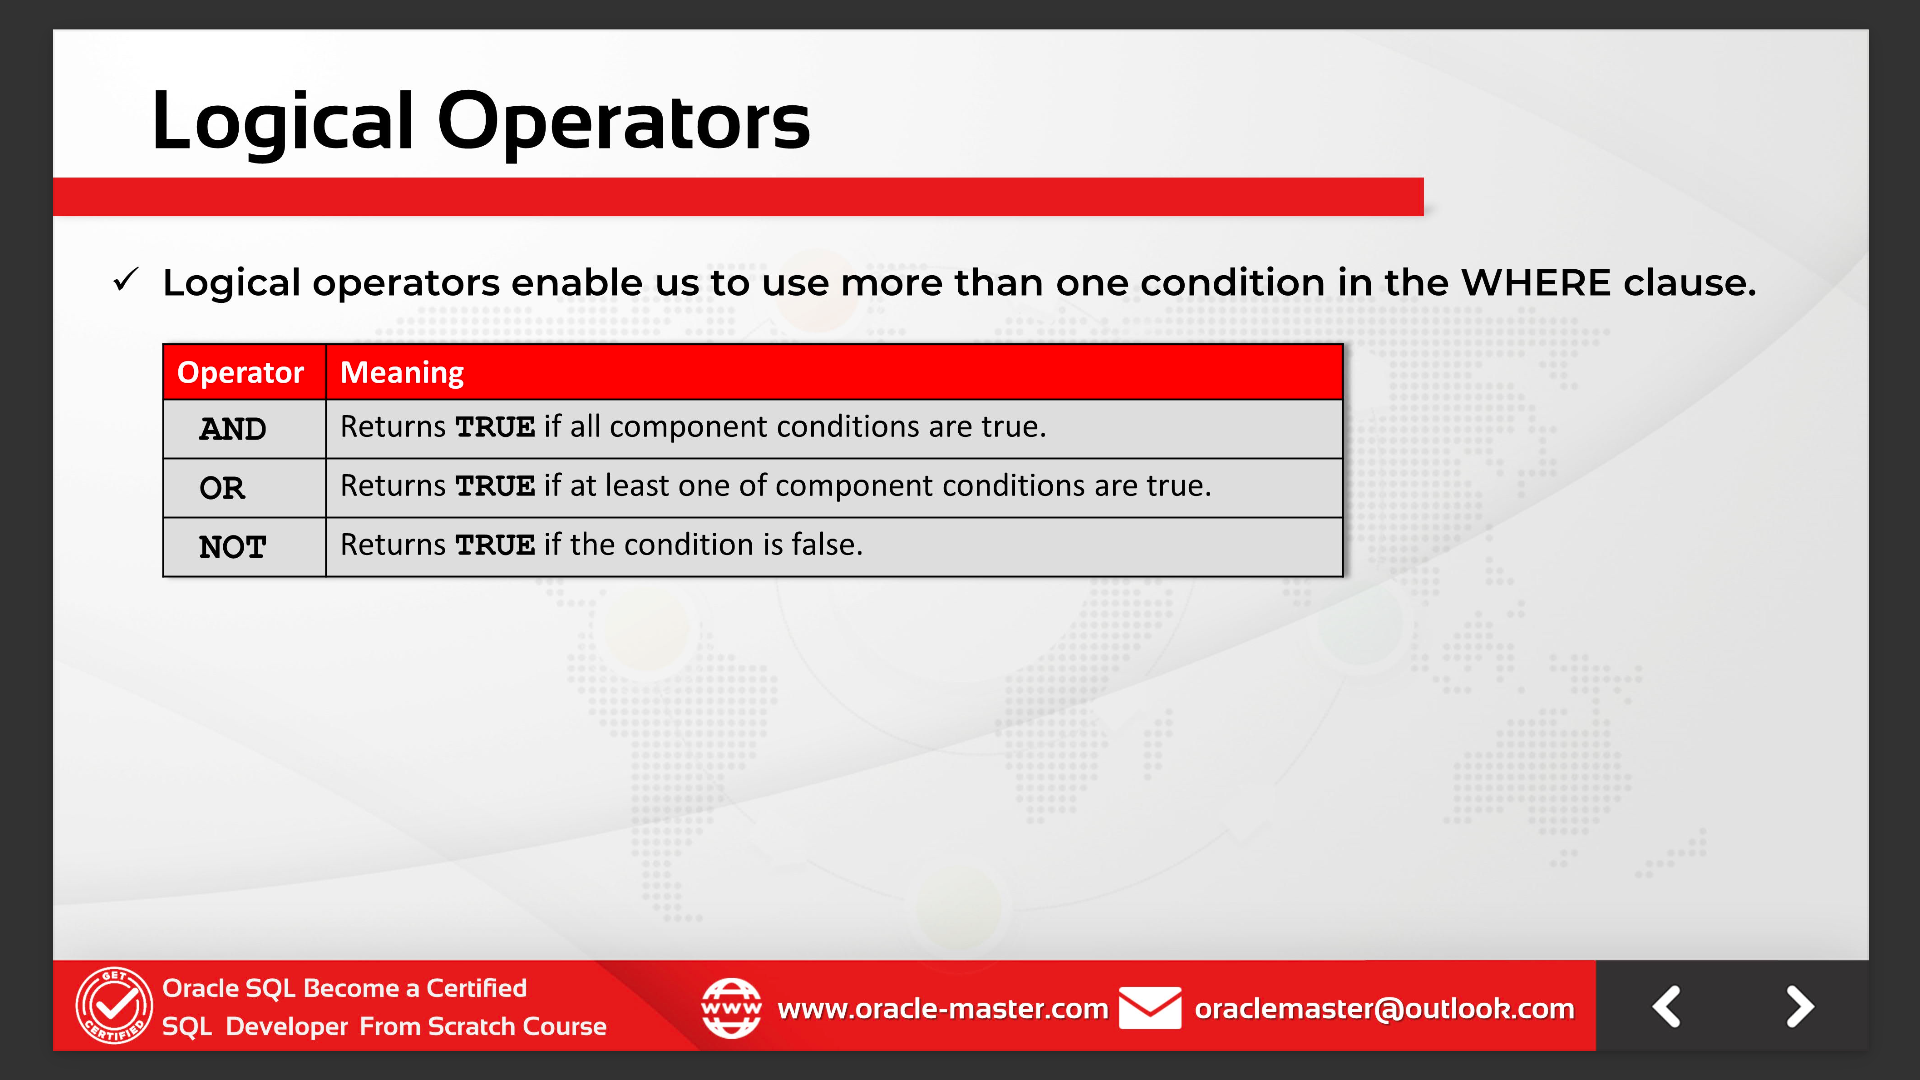 Logical Operators
✓ Logical operators enable us to use more than one condition in the WHERE clause.
Operator Meaning
AND Returns TRUE if all component conditions are true.
OR Returns TRUE if at least one of component conditions are true.
NOT Returns TRUE if the condition is false.
GET
CERTIFIED
Oracle SQL Become a Certified
SQL Developer From Scratch Course
www
www.oracle-master.com
oraclemaster@outlook.com